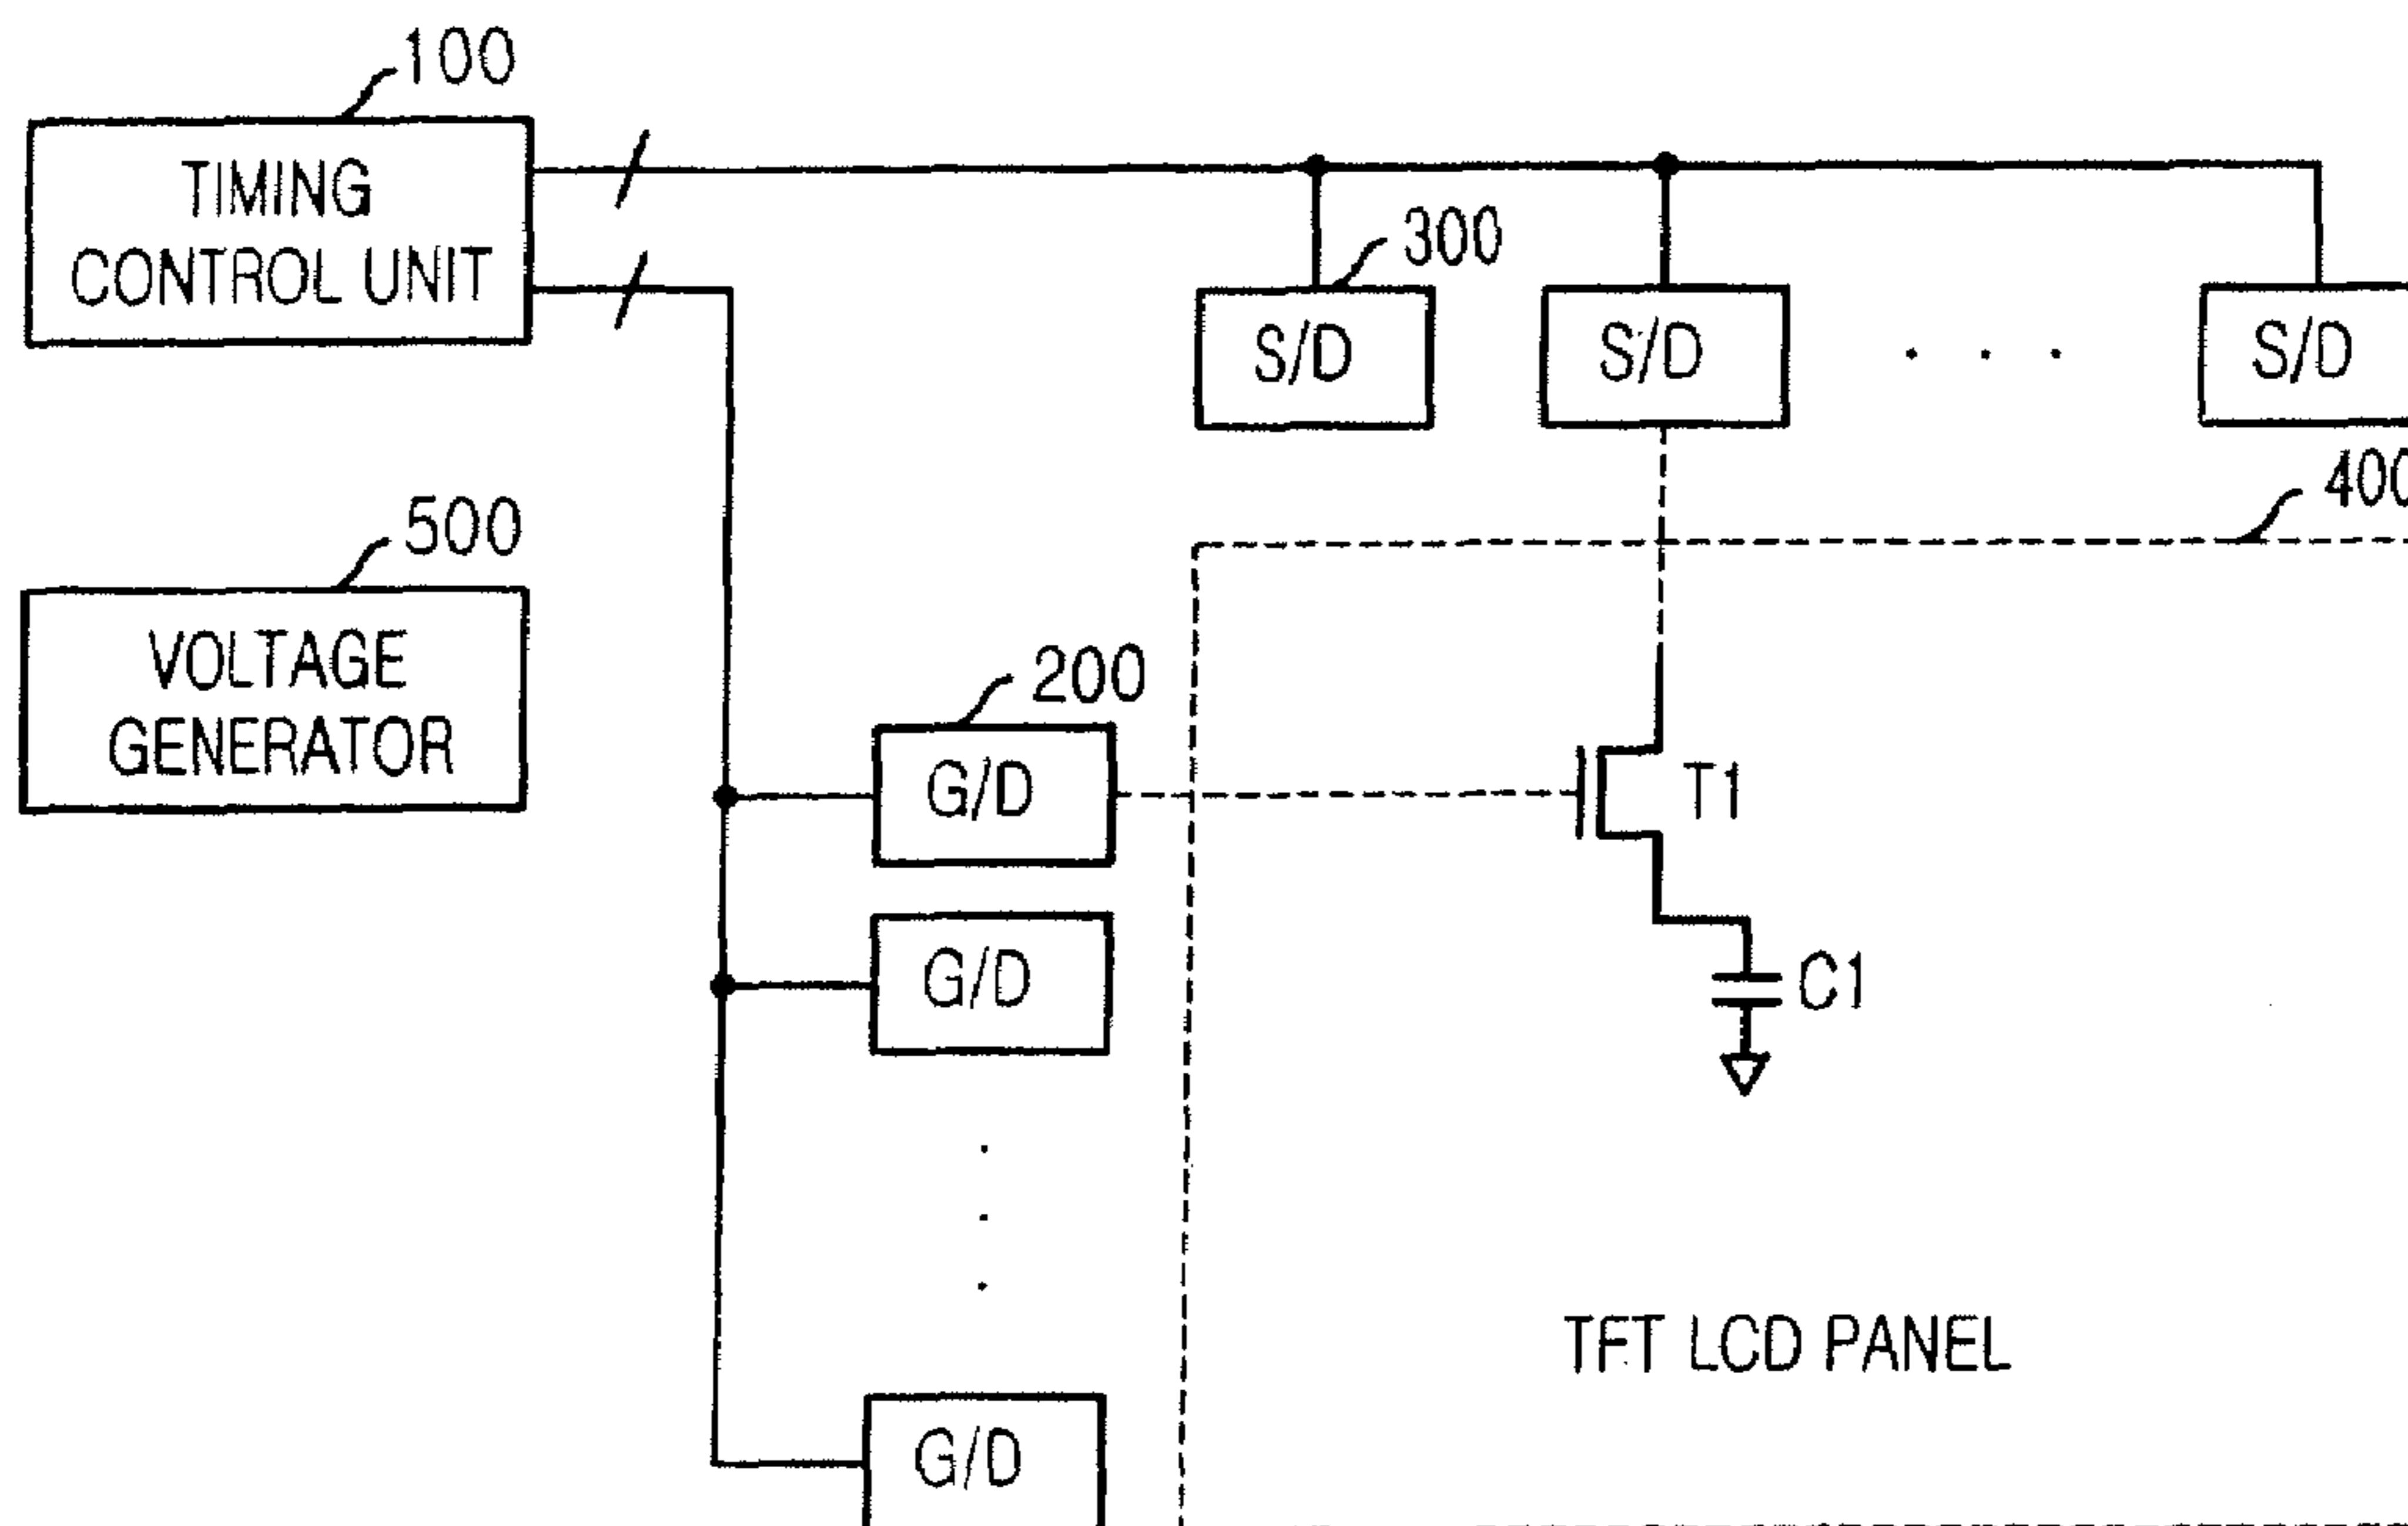 100
TIMING
CONTROL UNIT
300
S/D
S/D
S/D
400
500
VOLTAGE
GENERATOR
200
G/D
T1
G/D
C1
TFT LCD PANEL
G/D